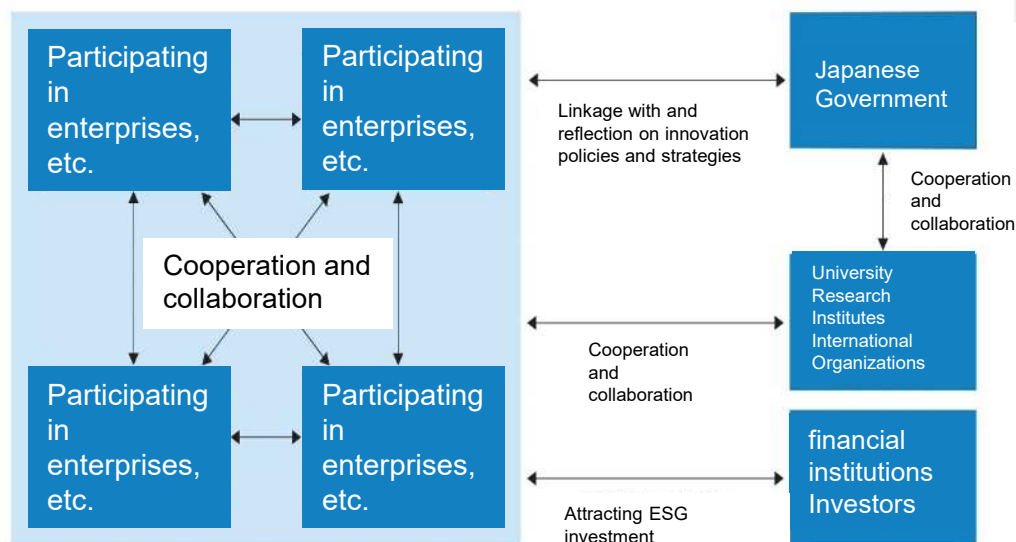 Participating
in
enterprises,
etc.
Participating
in
enterprises,
etc.
Cooperation and
collaboration
Participating
in
enterprises,
etc.
Participating
in
enterprises,
etc.
Linkage with and
reflection on innovation
policies and strategies
Japanese
Government
Cooperation
and
collaboration
Cooperation
and
collaboration
University
Research
Institutes
International
Organizations
Attracting ESG
investment
financial
institutions
Investors